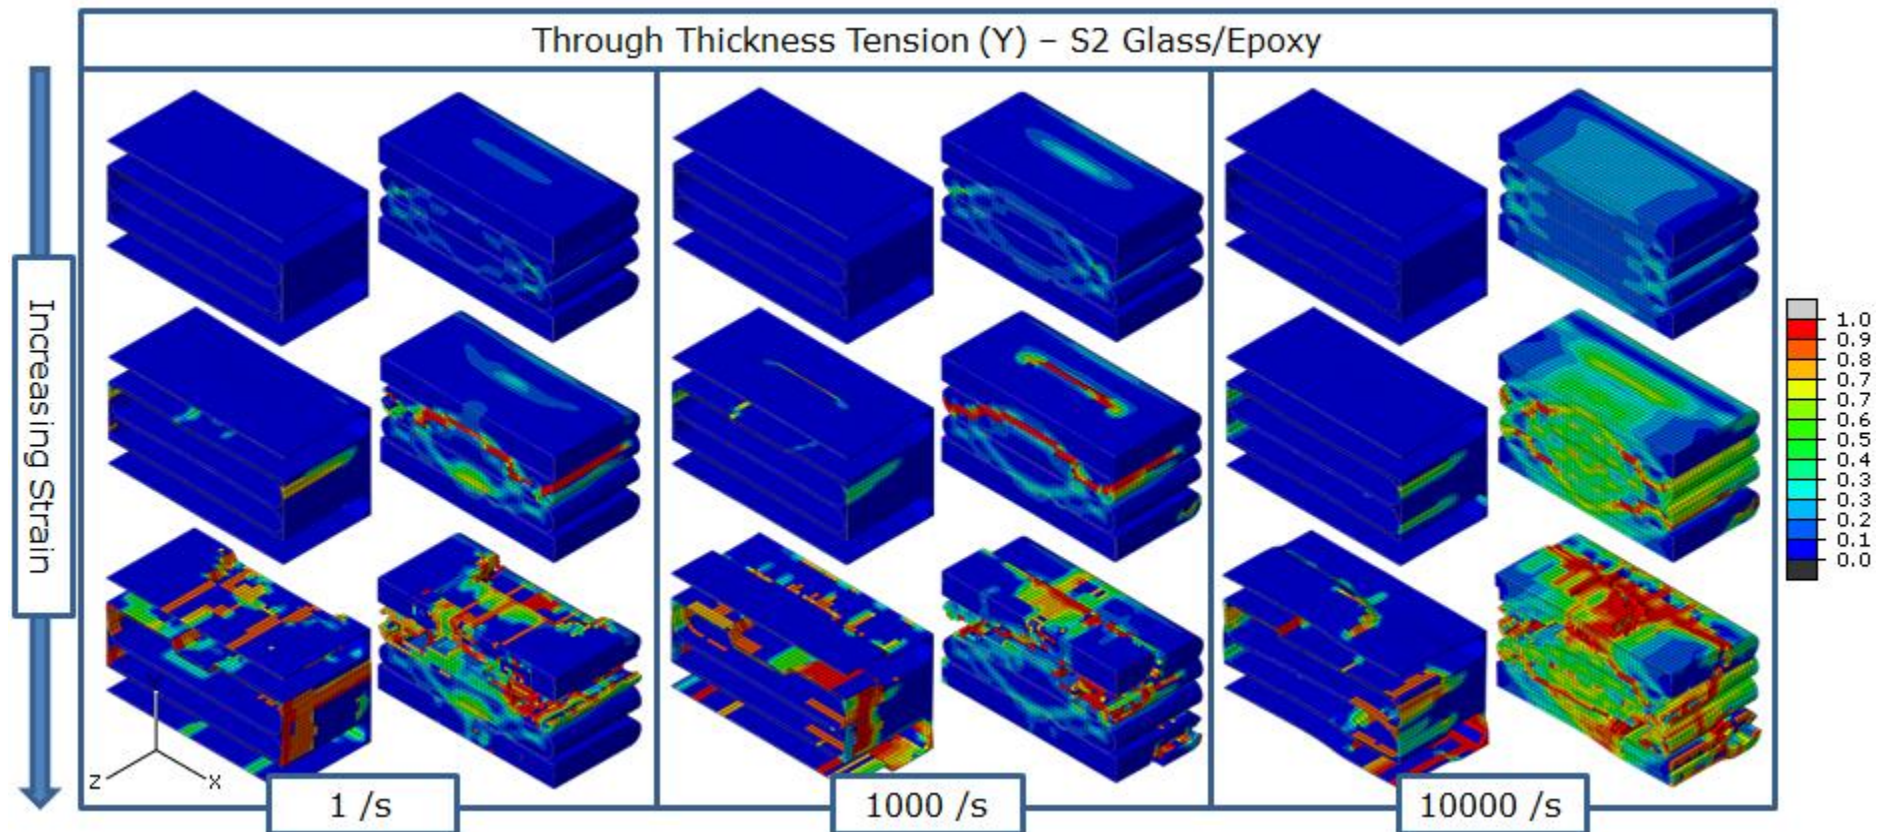 Through Thickness Tension (Y) – S2 Glass/Epoxy
Increasing Strain
1.0
0.9
0.8
0.7
0.7
0.6
0.5
0.4
0.3
0.3
0.2
0.1
0.0
Z
X
1 /s
1000 /s
10000 /s